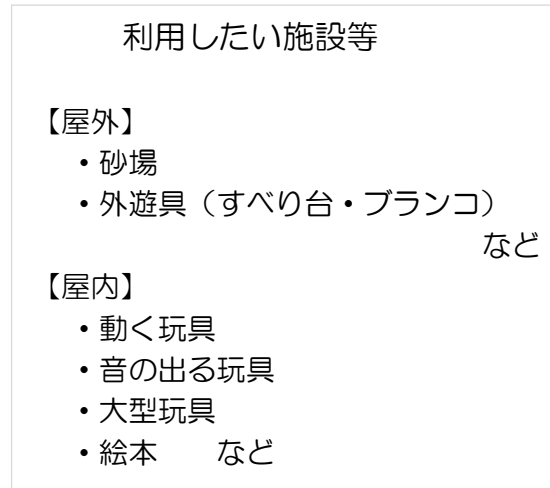 利用したい施設等
【屋外】
・砂場
・外遊具（すべり台・ブランコ）
など
【屋内】
・動く玩具
・音の出る玩具
・大型玩具
・絵本　　など